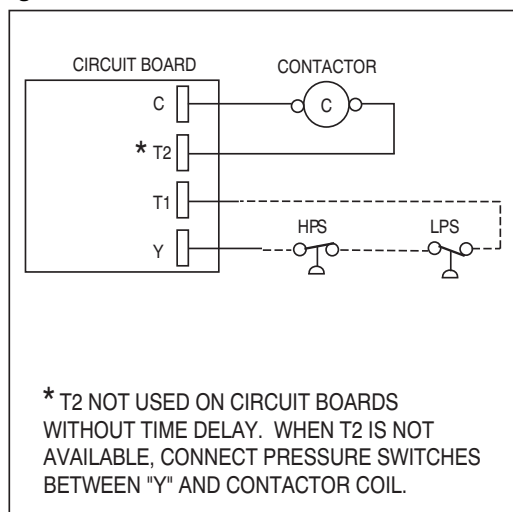 CIRCUIT BOARD
CONTACTOR
C
C
* T2
T1
HPS
LPS
Y
* T2 NOT USED ON CIRCUIT BOARDS
WITHOUT TIME DELAY. WHEN T2 IS NOT
AVAILABLE, CONNECT PRESSURE SWITCHES
BETWEEN "Y" AND CONTACTOR COIL.